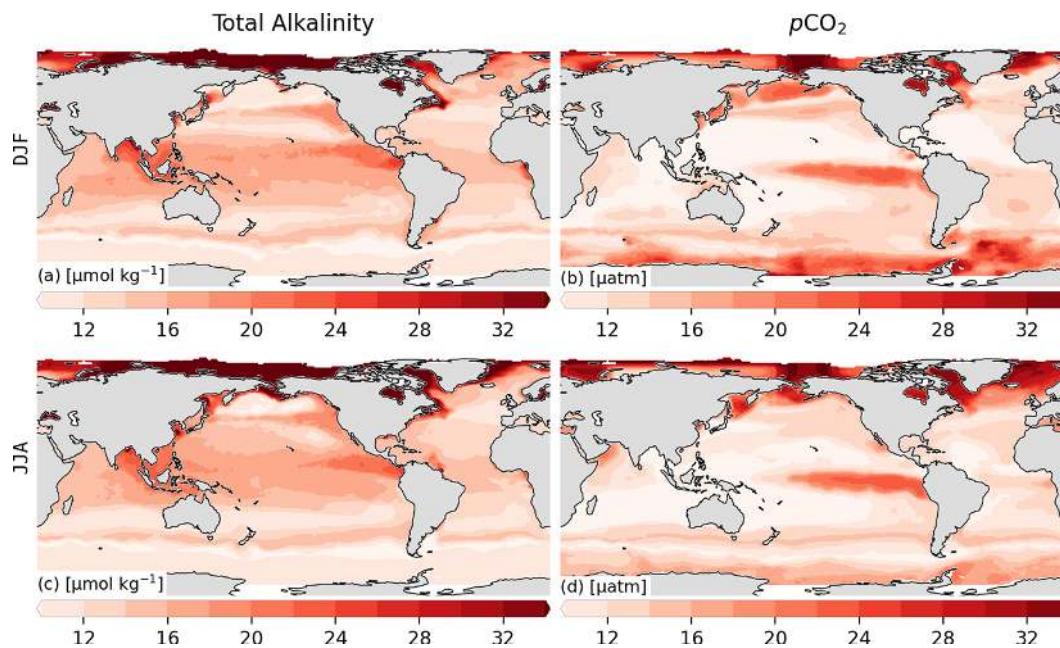 Total Alkalinity
pCO₂
DJF
(a) [µmol kg⁻¹]
(b) [µatm]
12 16 20 24 28 32
12 16 20 24 28 32
JJA
(c) [µmol kg⁻¹]
(d) [µatm]
12 16 20 24 28 32
12 16 20 24 28 32